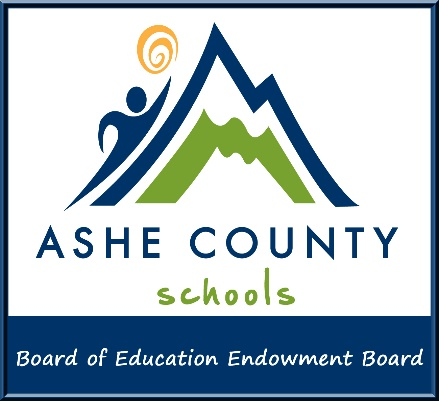 ASHE COUNTY
schools
Board of Education Endowment Board